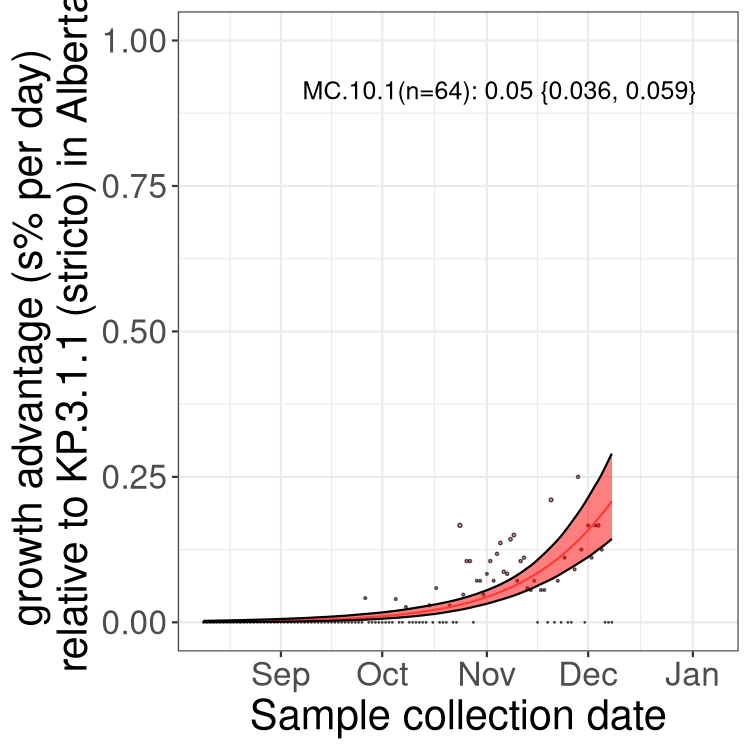 growth advantage (s% per day)
relative to KP.3.1.1 (stricto) in Alberta
1.00
0.75
0.50
0.25
0.00
MC.10.1(n=64): 0.05 {0.036, 0.059}
Sep Oct Nov Dec Jan
Sample collection date